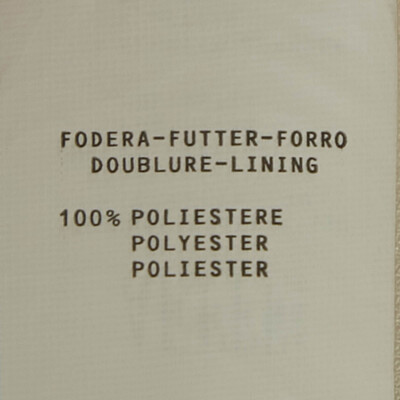 FODERA-FUTTER-FORRO
DOUBLURE-LINING
100% POLIESTERE
POLYESTER
POLIESTER